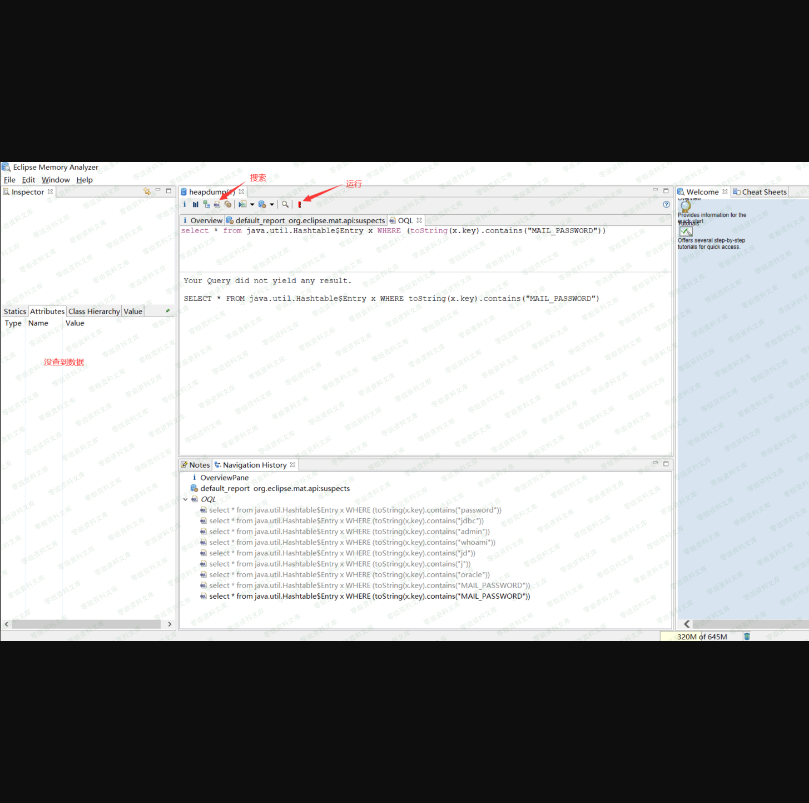 Eclipse Memory Analyzer
File Edit Window Help
Inspector
搜索
运行
heapdump
Welcome
Cheat Sheets
Overview
default_report org.eclipse.mat.api:suspects
OQL
Provides information for the
Offers several step-by-step
tutorials for quick access.
select * from java.util.Hashtable$Entry x WHERE (toString(x.key).contains("MAIL_PASSWORD"))
Your Query did not yield any result.
SELECT * FROM java.util.Hashtable$Entry x WHERE toString(x.key).contains("MAIL_PASSWORD")
Statics Attributes Class Hierarchy Value
Type Name Value
没查到数据
Notes
Navigation History
OverviewPane
default_report org.eclipse.mat.api:suspects
OQL
select * from java.util.Hashtable$Entry x WHERE (toString(x.key).contains("password"))
select * from java.util.Hashtable$Entry x WHERE (toString(x.key).contains("jdbc"))
select * from java.util.Hashtable$Entry x WHERE (toString(x.key).contains("admin"))
select * from java.util.Hashtable$Entry x WHERE (toString(x.key).contains("whoami"))
select * from java.util.Hashtable$Entry x WHERE (toString(x.key).contains("jd"))
select * from java.util.Hashtable$Entry x WHERE (toString(x.key).contains("j"))
select * from java.util.Hashtable$Entry x WHERE (toString(x.key).contains("oracle"))
select * from java.util.Hashtable$Entry x WHERE (toString(x.key).contains("MAIL_PASSWORD"))
select * from java.util.Hashtable$Entry x WHERE (toString(x.key).contains("MAIL_PASSWORD"))
320M of 645M